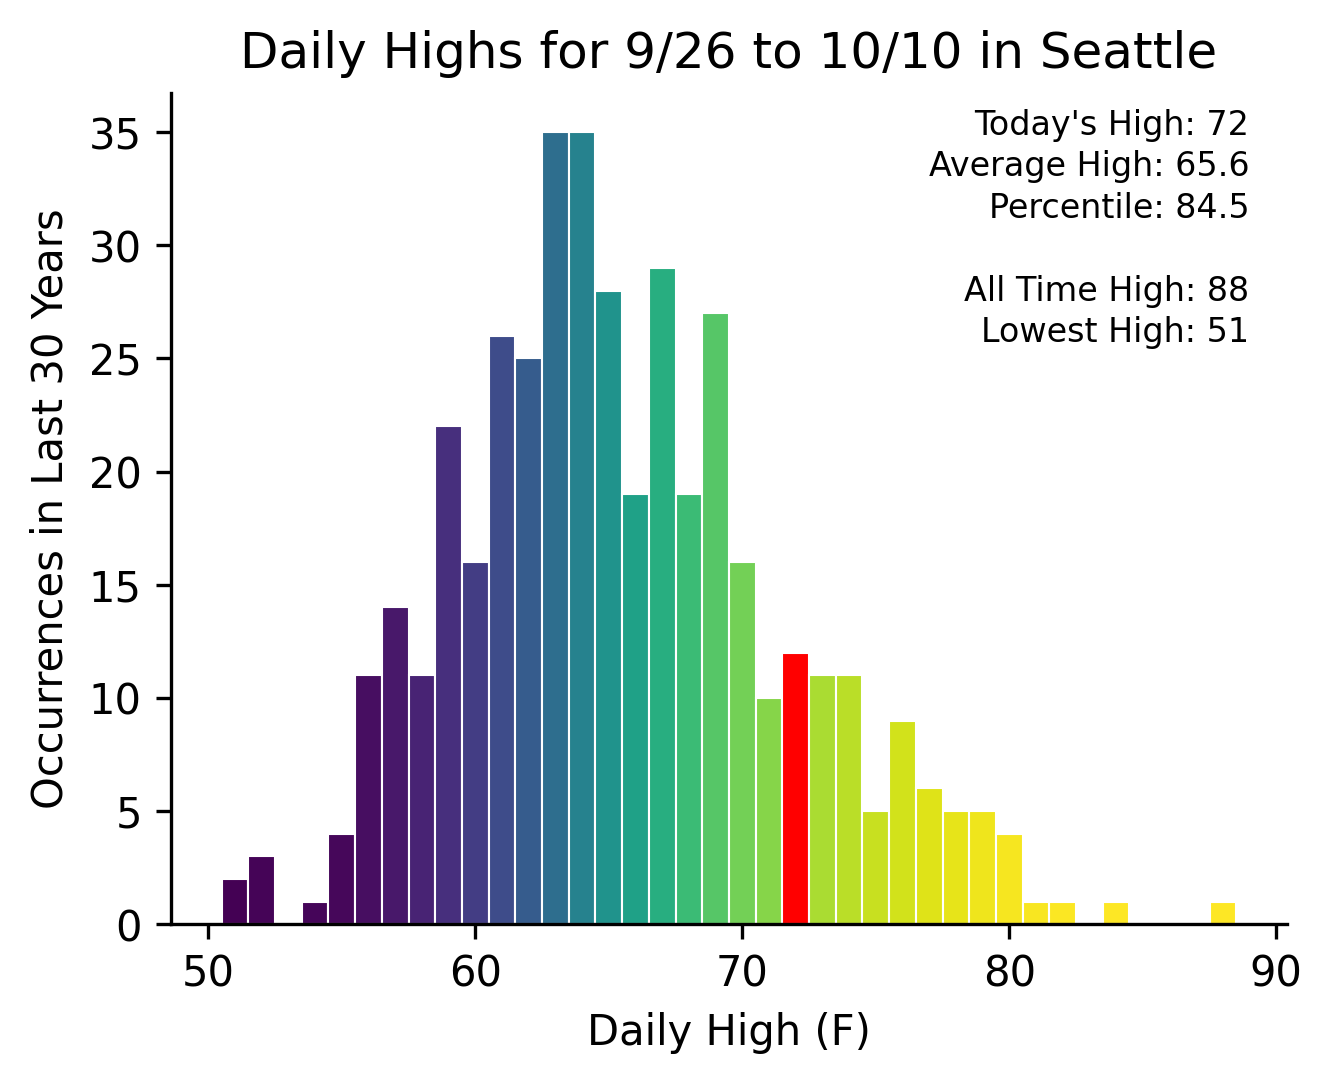 Daily Highs for 9/26 to 10/10 in Seattle
Today's High: 72
Average High: 65.6
Percentile: 84.5
All Time High: 88
Lowest High: 51
Occurrences in Last 30 Years
35
30
25
20
15
10
5
0
50 60 70 80 90
Daily High (F)